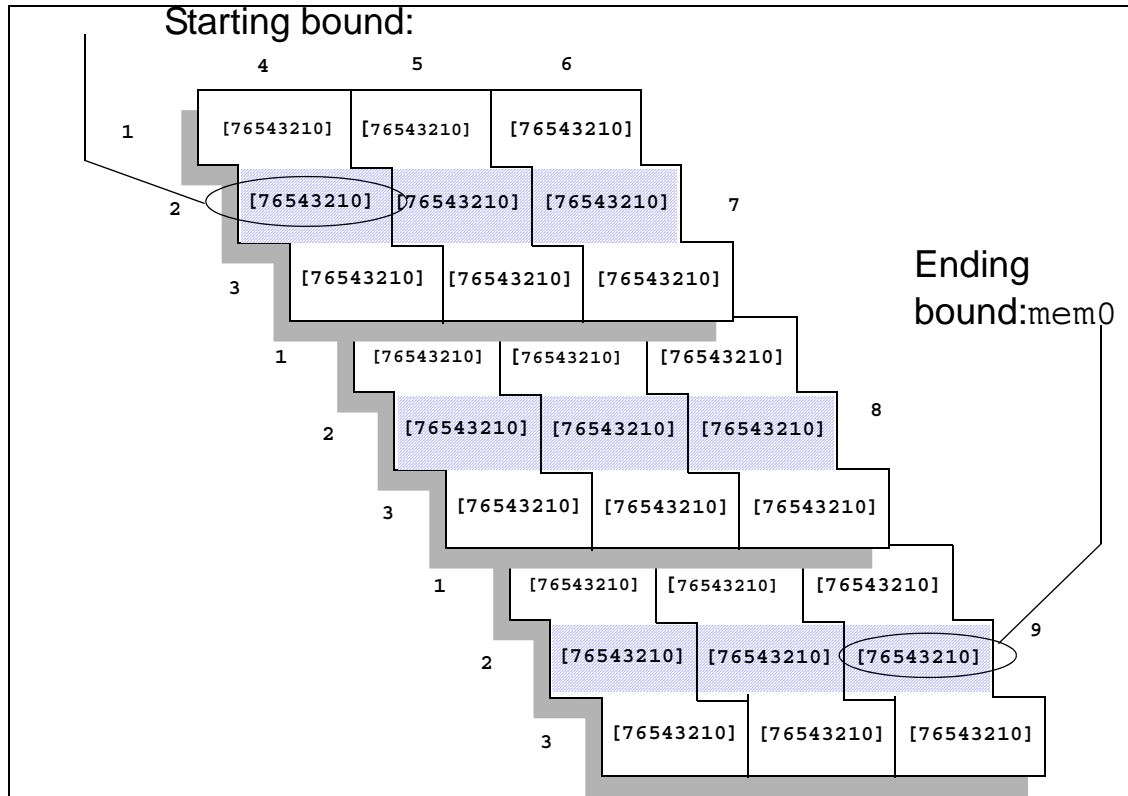 Starting bound:
4 5 6
1 [76543210] [76543210] [76543210]
2 [76543210] [76543210] [76543210] 7
3 [76543210] [76543210] [76543210]
Ending
bound:mem0
1 [76543210] [76543210] [76543210]
2 [76543210] [76543210] [76543210] 8
3 [76543210] [76543210] [76543210]
1 [76543210] [76543210] [76543210]
2 [76543210] [76543210] [76543210] 9
3 [76543210] [76543210] [76543210]